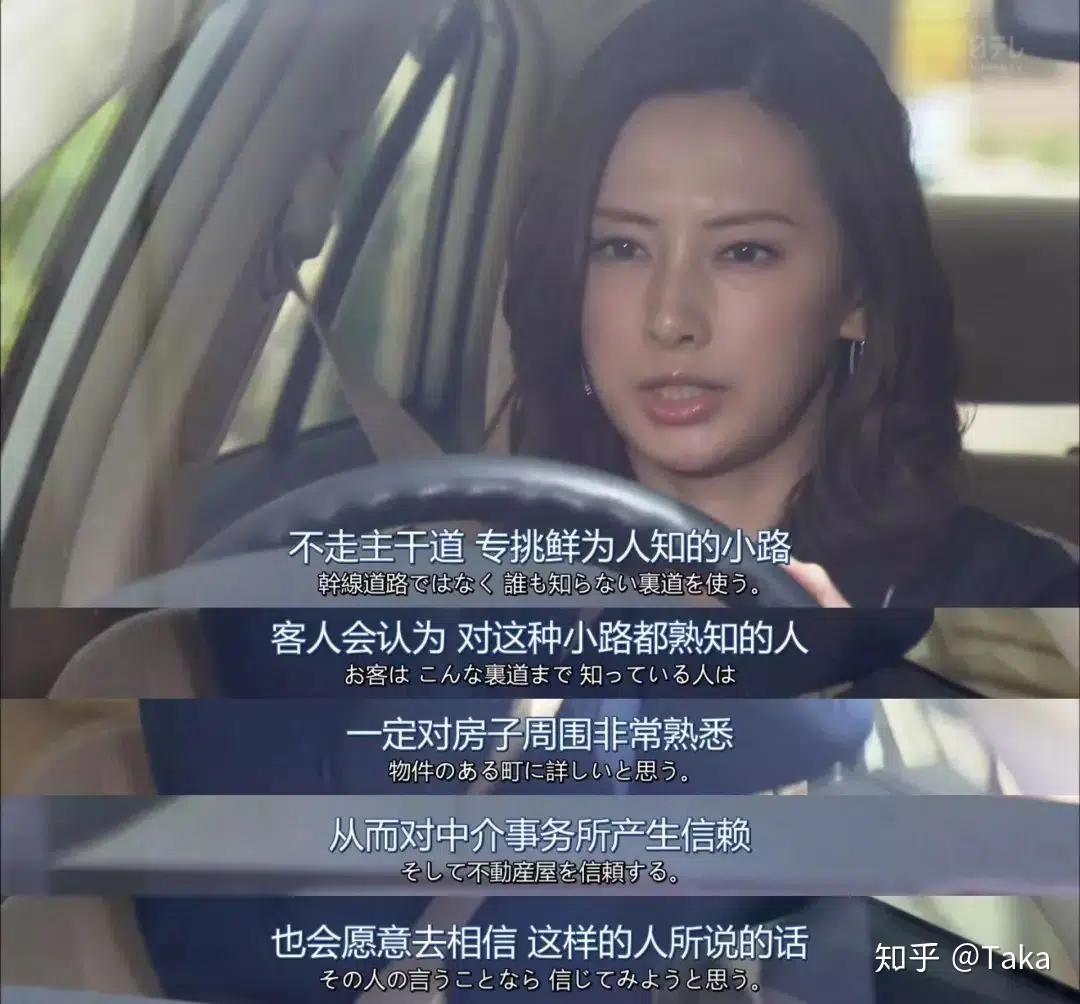 日テレ
不走主干道 专挑鲜为人知的小路
幹線道路ではなく 誰も知らない裏道を使う。
客人会认为 对这种小路都熟知的人
お客は こんな裏道まで 知っている人は
一定对房子周围非常熟悉
物件のある町に詳しいと思う。
从而对中介事务所产生信赖
そして不動産屋を信頼する。
也会愿意去相信 这样的人所说的话
その人の言うことなら 信じてみようと思う。
知乎 @Taka